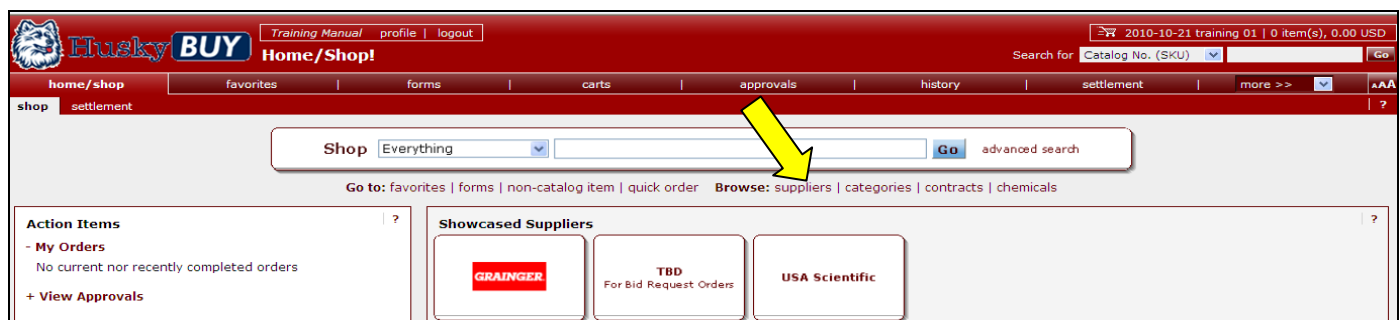 Husky BUY Training Manual profile | logout 2010-10-21 training 01 | 0 item(s), 0.00 USD
Home/Shop! Search for Catalog No. (SKU) Go
home/shop favorites | forms | carts | approvals | history | settlement | more >> AAA
shop settlement | ?
Shop Everything Go advanced search
Go to: favorites | forms | non-catalog item | quick order Browse: suppliers | categories | contracts | chemicals
Action Items ? Showcased Suppliers ?
- My Orders
No current nor recently completed orders
+ View Approvals
GRAINGER
TBD
For Bid Request Orders
USA Scientific